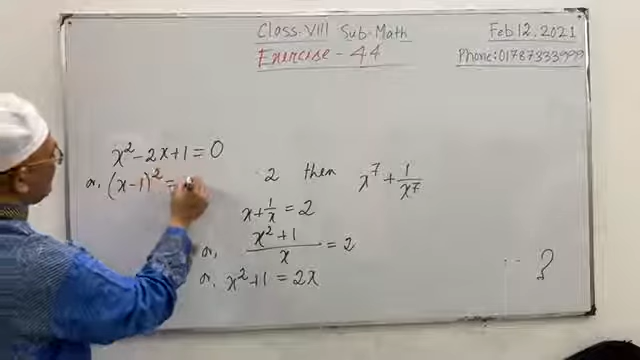 Class-VIII Sub-Math
Exercise - 44
Feb 12, 2021
Phone: 01787333999
x² - 2x + 1 = 0
or, (x - 1)² =
2 then x⁷ + 1/x⁷
x + 1/x = 2
or, (x² + 1)/x = 2
or, x² + 1 = 2x
?